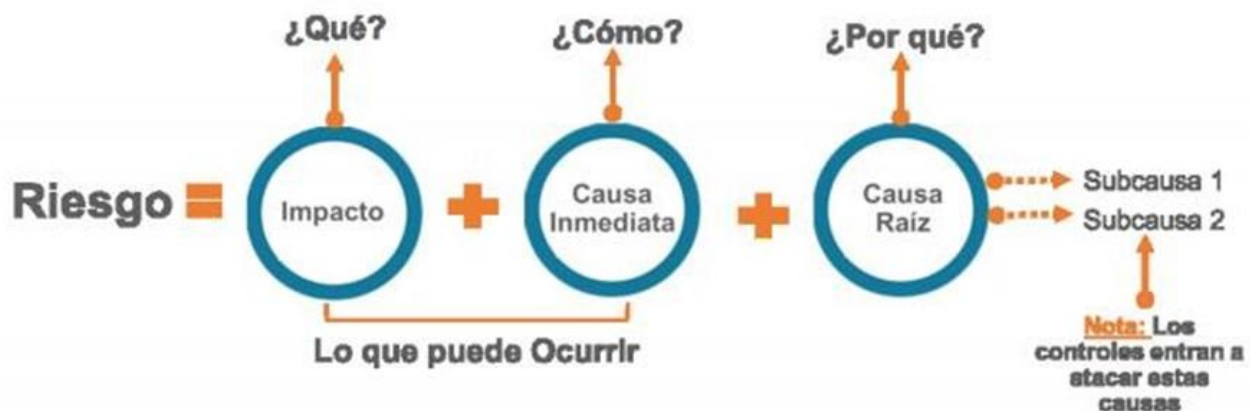 ¿Qué?
¿Cómo?
¿Por qué?
Riesgo =
Impacto
+
Causa
Inmediata
+
Causa
Raíz
Subcausa 1
Subcausa 2
Lo que puede Ocurrir
Nota: Los
controles entran a
atacar estas
causas